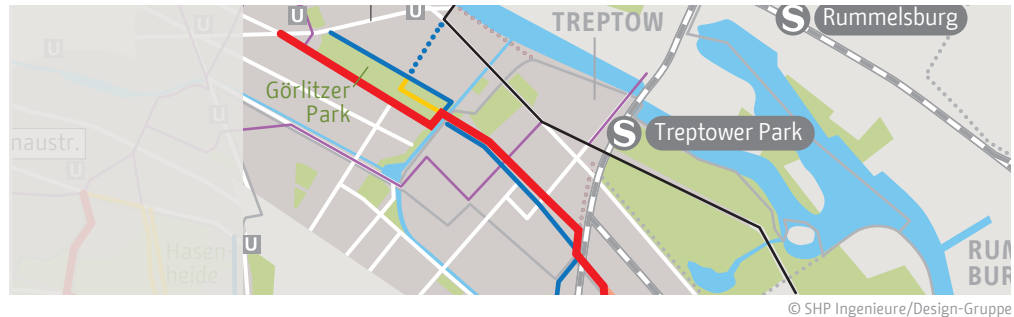 U
U
U
TREPTOW
S
Rummelsburg
Görlitzer
Park
U
naustr.
S
Treptower Park
U
U
Hasen-
heide
RUM
BUR
© SHP Ingenieure/Design-Gruppe